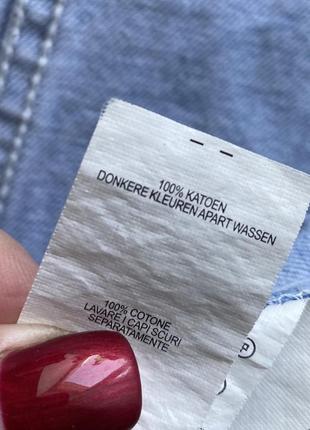 100% KATOEN
DONKERE KLEUREN APART WASSEN
100% COTONE
LAVARE I CAPI SCURI
SEPARATAMENTE
P